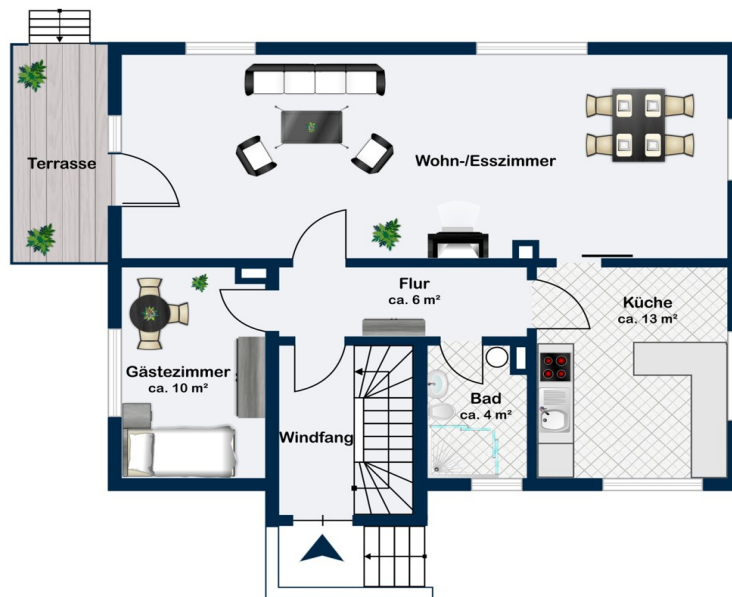 Terrasse
Wohn-/Esszimmer
Flur
ca. 6 m²
Küche
ca. 13 m²
Gästezimmer
ca. 10 m²
Bad
ca. 4 m²
Windfang